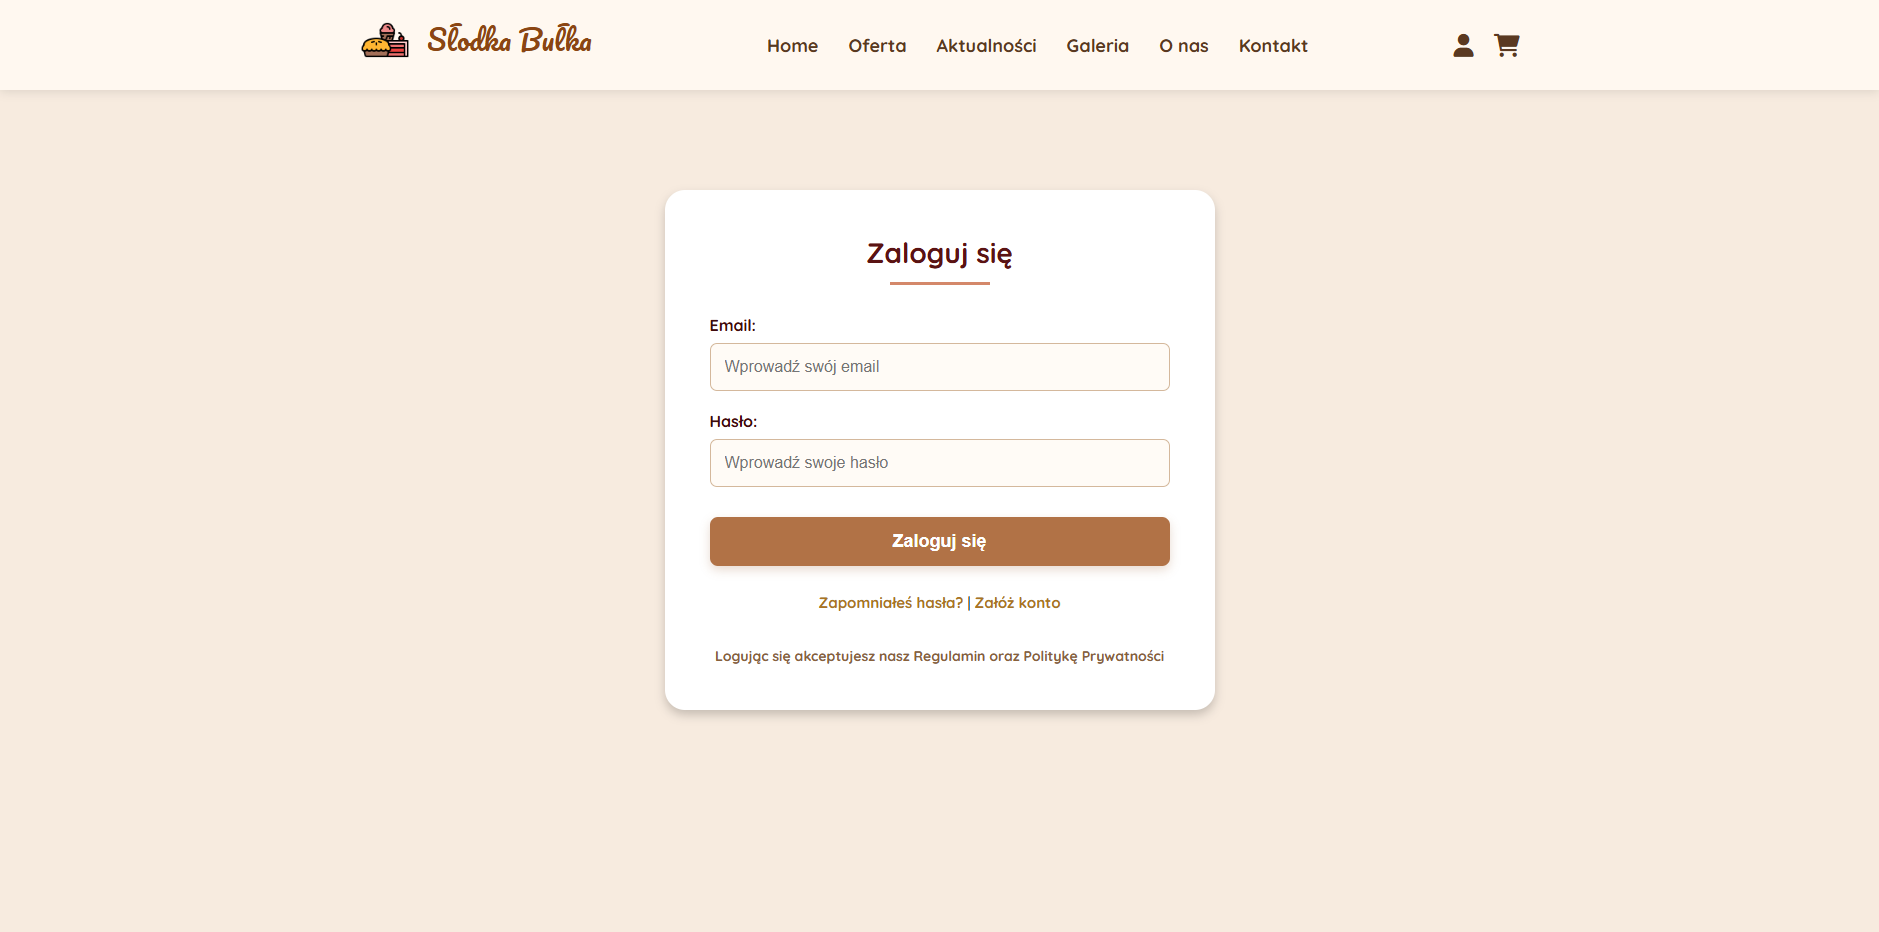 Słodka Bułka
Home Oferta Aktualności Galeria O nas Kontakt
Zaloguj się
Email:
Wprowadź swój email
Hasło:
Wprowadź swoje hasło
Zaloguj się
Zapomniałeś hasła? | Załóż konto
Logując się akceptujesz nasz Regulamin oraz Politykę Prywatności